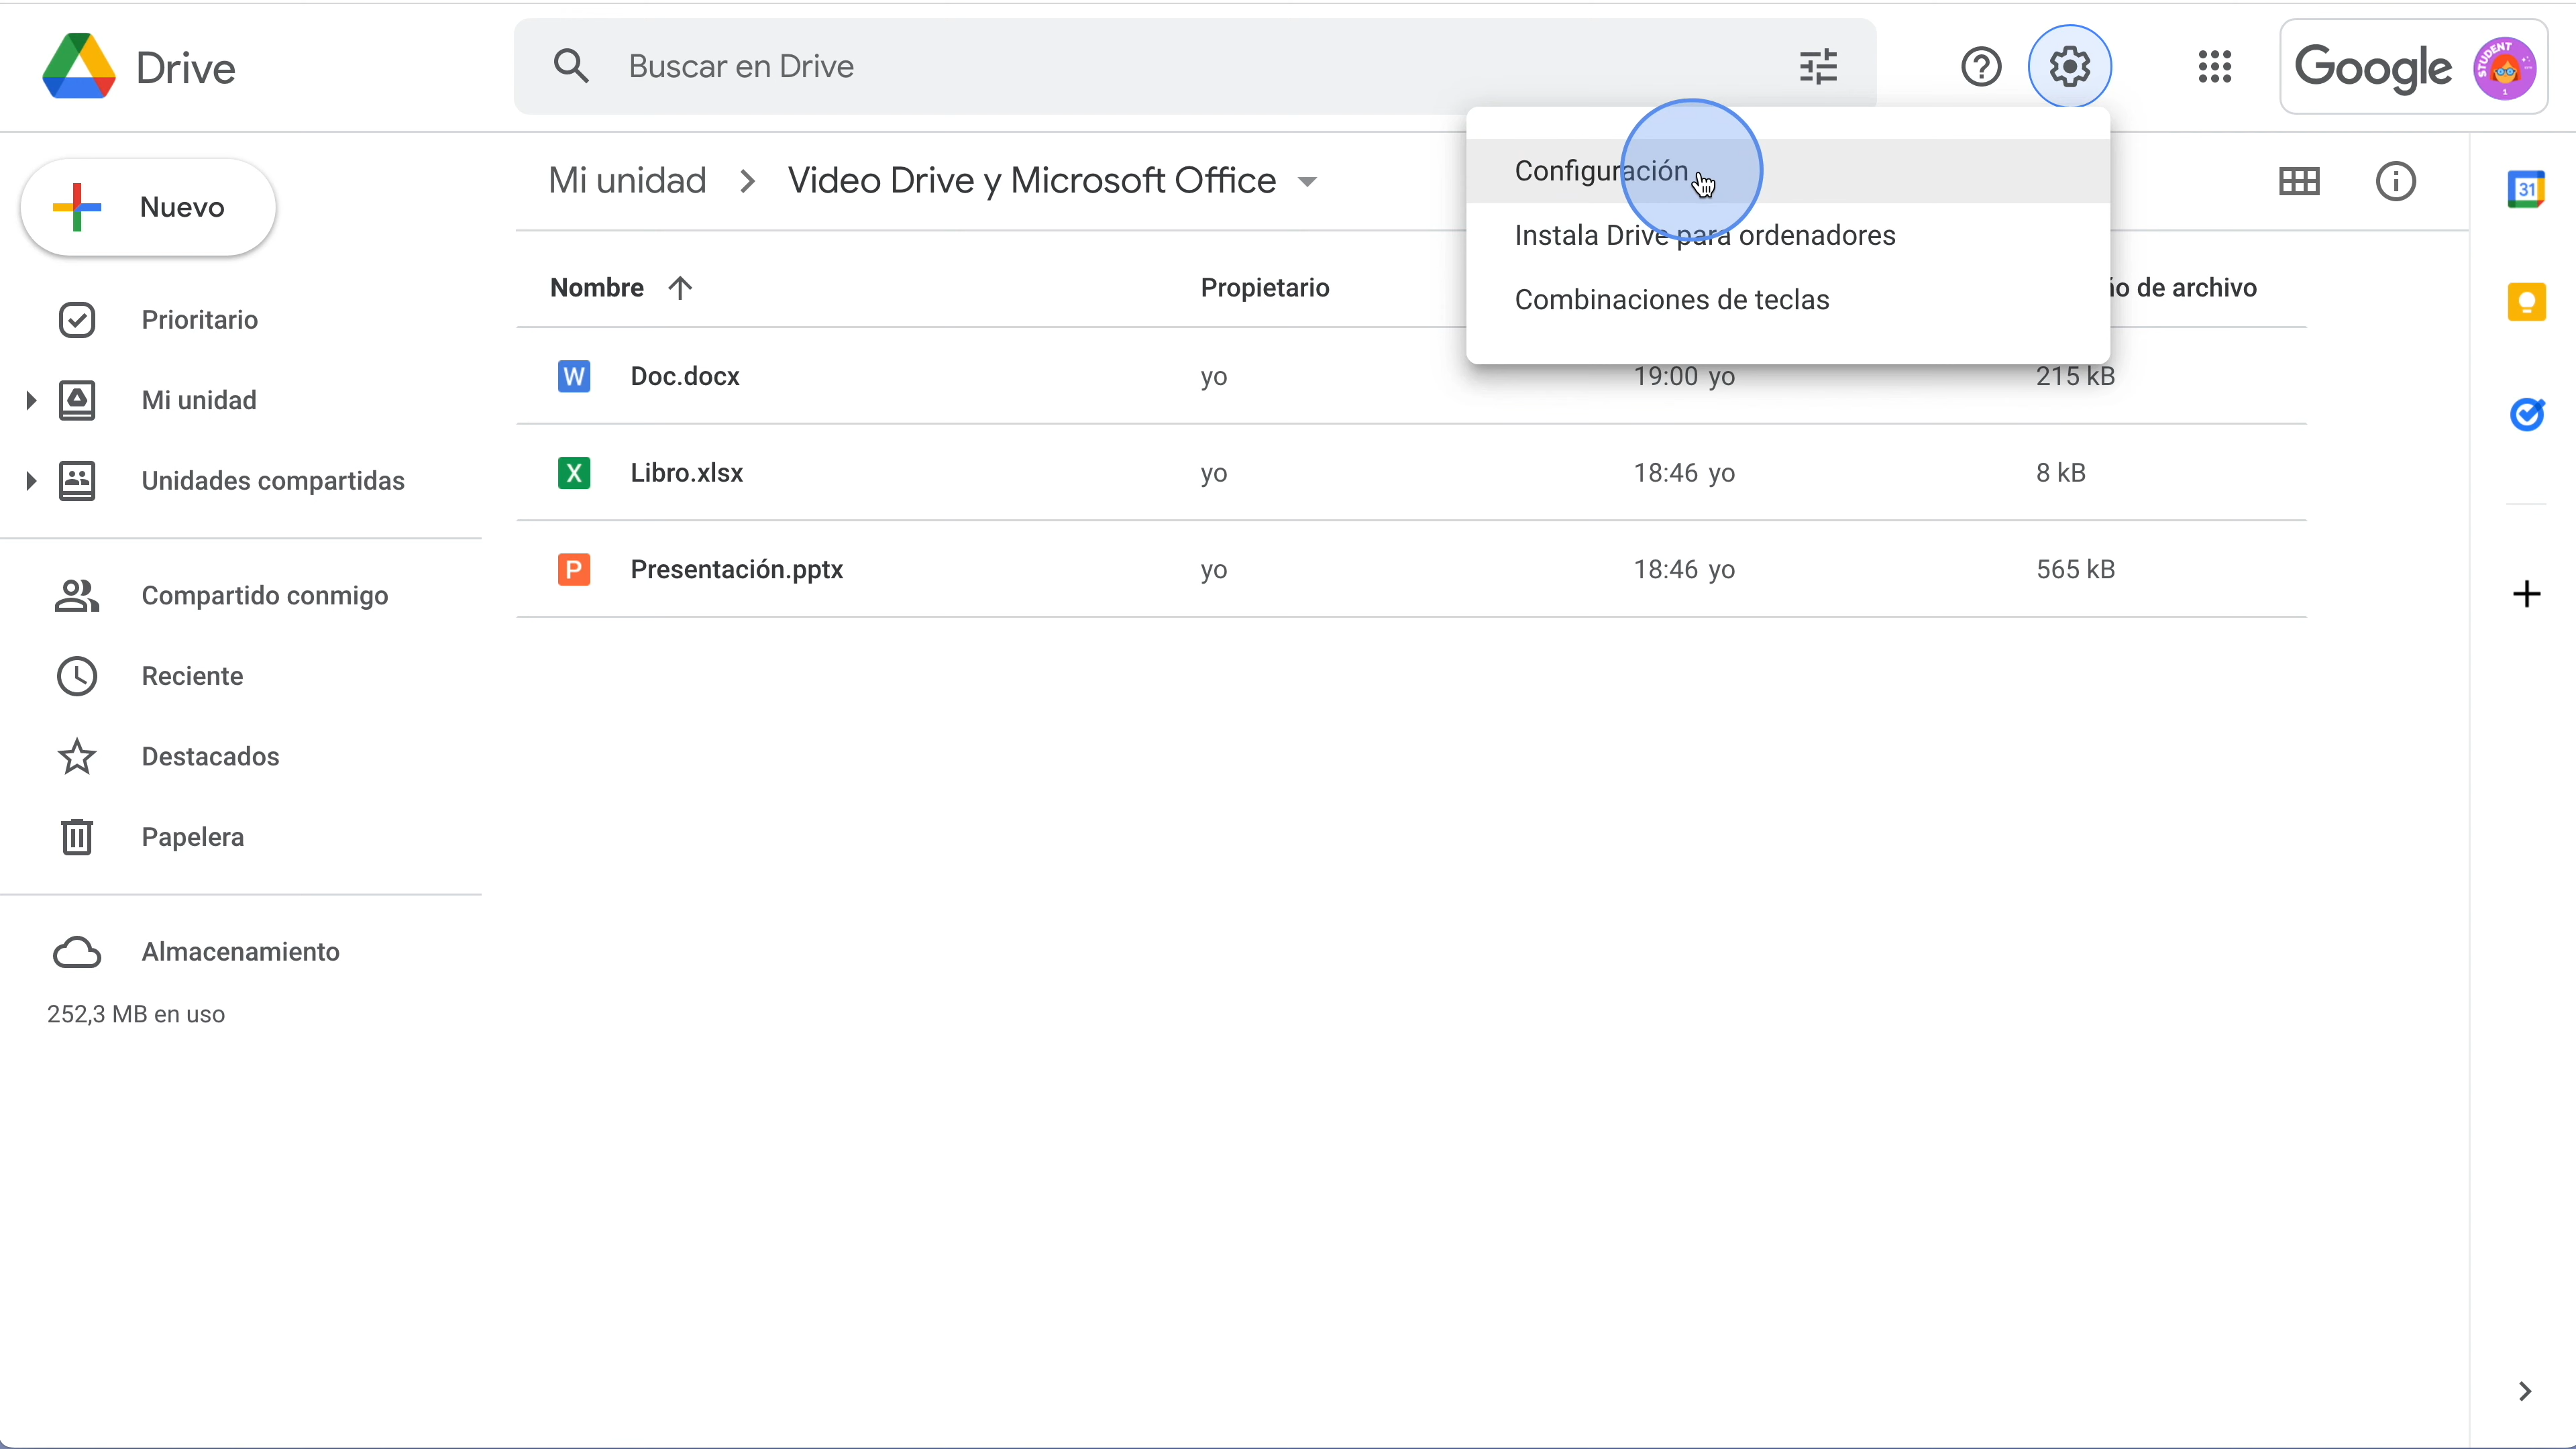 Drive
Buscar en Drive
Google
STUDENT
1
Nuevo
Mi unidad
Video Drive y Microsoft Office
Configuración
Instala Drive para ordenadores
Combinaciones de teclas
31
Nombre
Propietario
ño de archivo
Prioritario
W Doc.docx yo 19:00 yo 215 kB
Mi unidad
X Libro.xlsx yo 18:46 yo 8 kB
Unidades compartidas
P Presentación.pptx yo 18:46 yo 565 kB
Compartido conmigo
Reciente
Destacados
Papelera
Almacenamiento
252,3 MB en uso